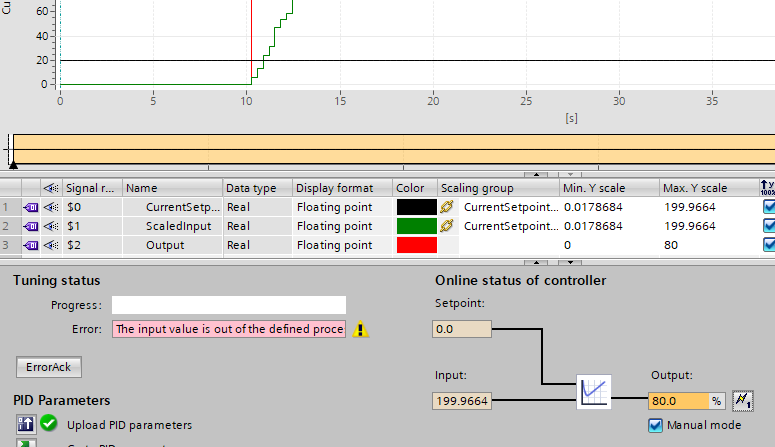 Cu
60
40
20
0
0 5 10 15 20 25 30 35
[s]
Signal r... Name Data type Display format Color Scaling group Min. Y scale Max. Y scale
1 $0 CurrentSetp... Real Floating point CurrentSetpoint... 0.0178684 199.9664
2 $1 ScaledInput Real Floating point CurrentSetpoint... 0.0178684 199.9664
3 $2 Output Real Floating point 0 80
Tuning status
Progress:
Error: The input value is out of the defined proce
ErrorAck
PID Parameters
Upload PID parameters
Online status of controller
Setpoint:
0.0
Input:
199.9664
Output:
80.0 %
Manual mode